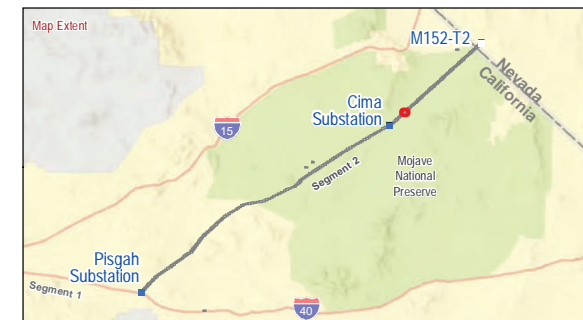 Map Extent
M152-T2
Nevada
California
Cima
Substation
15
Mojave
National
Preserve
Segment 2
Pisgah
Substation
Segment 1
40